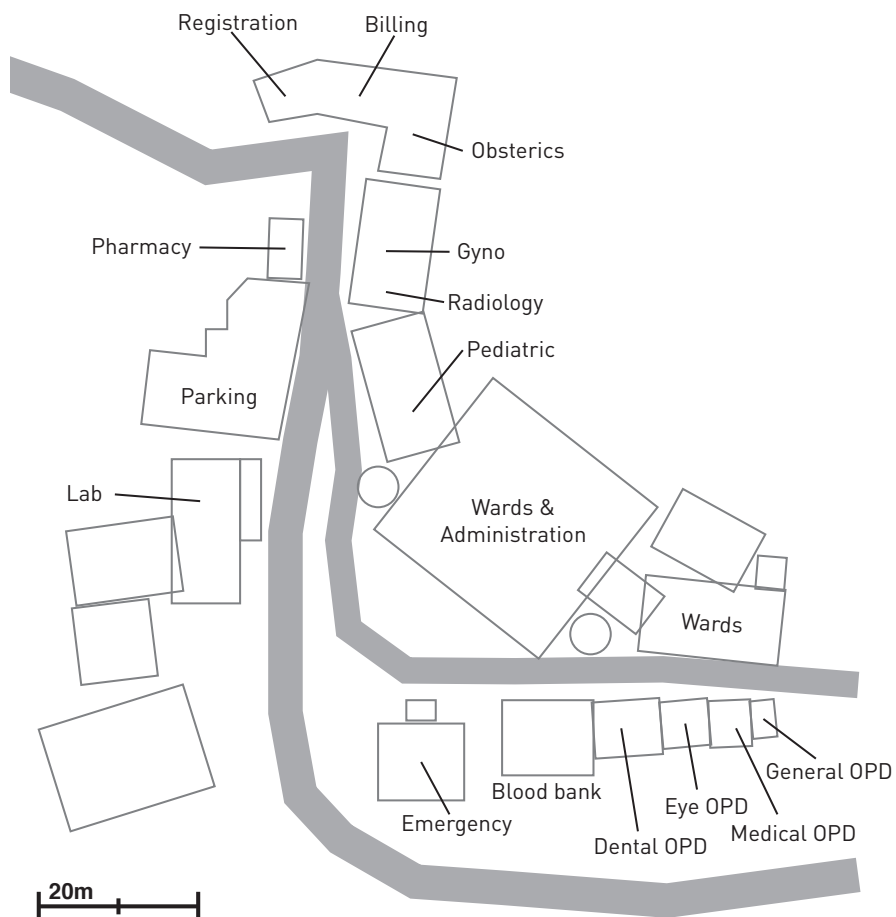 Registration
Billing
Obsterics
Pharmacy
Gyno
Radiology
Pediatric
Parking
Lab
Wards &
Administration
Wards
General OPD
Blood bank
Eye OPD
Emergency
Medical OPD
Dental OPD
20m